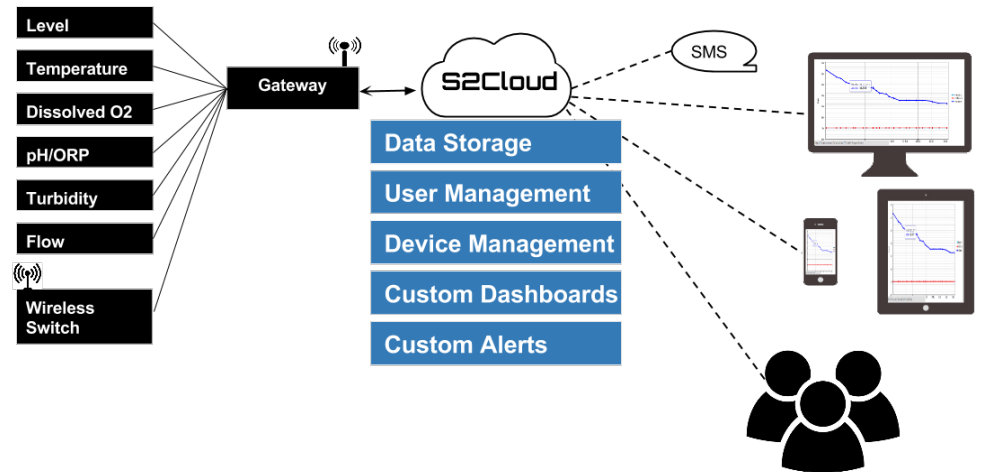 Level
Temperature
Dissolved O2
pH/ORP
Turbidity
Flow
Wireless
Switch
Gateway
S2Cloud
Data Storage
User Management
Device Management
Custom Dashboards
Custom Alerts
SMS